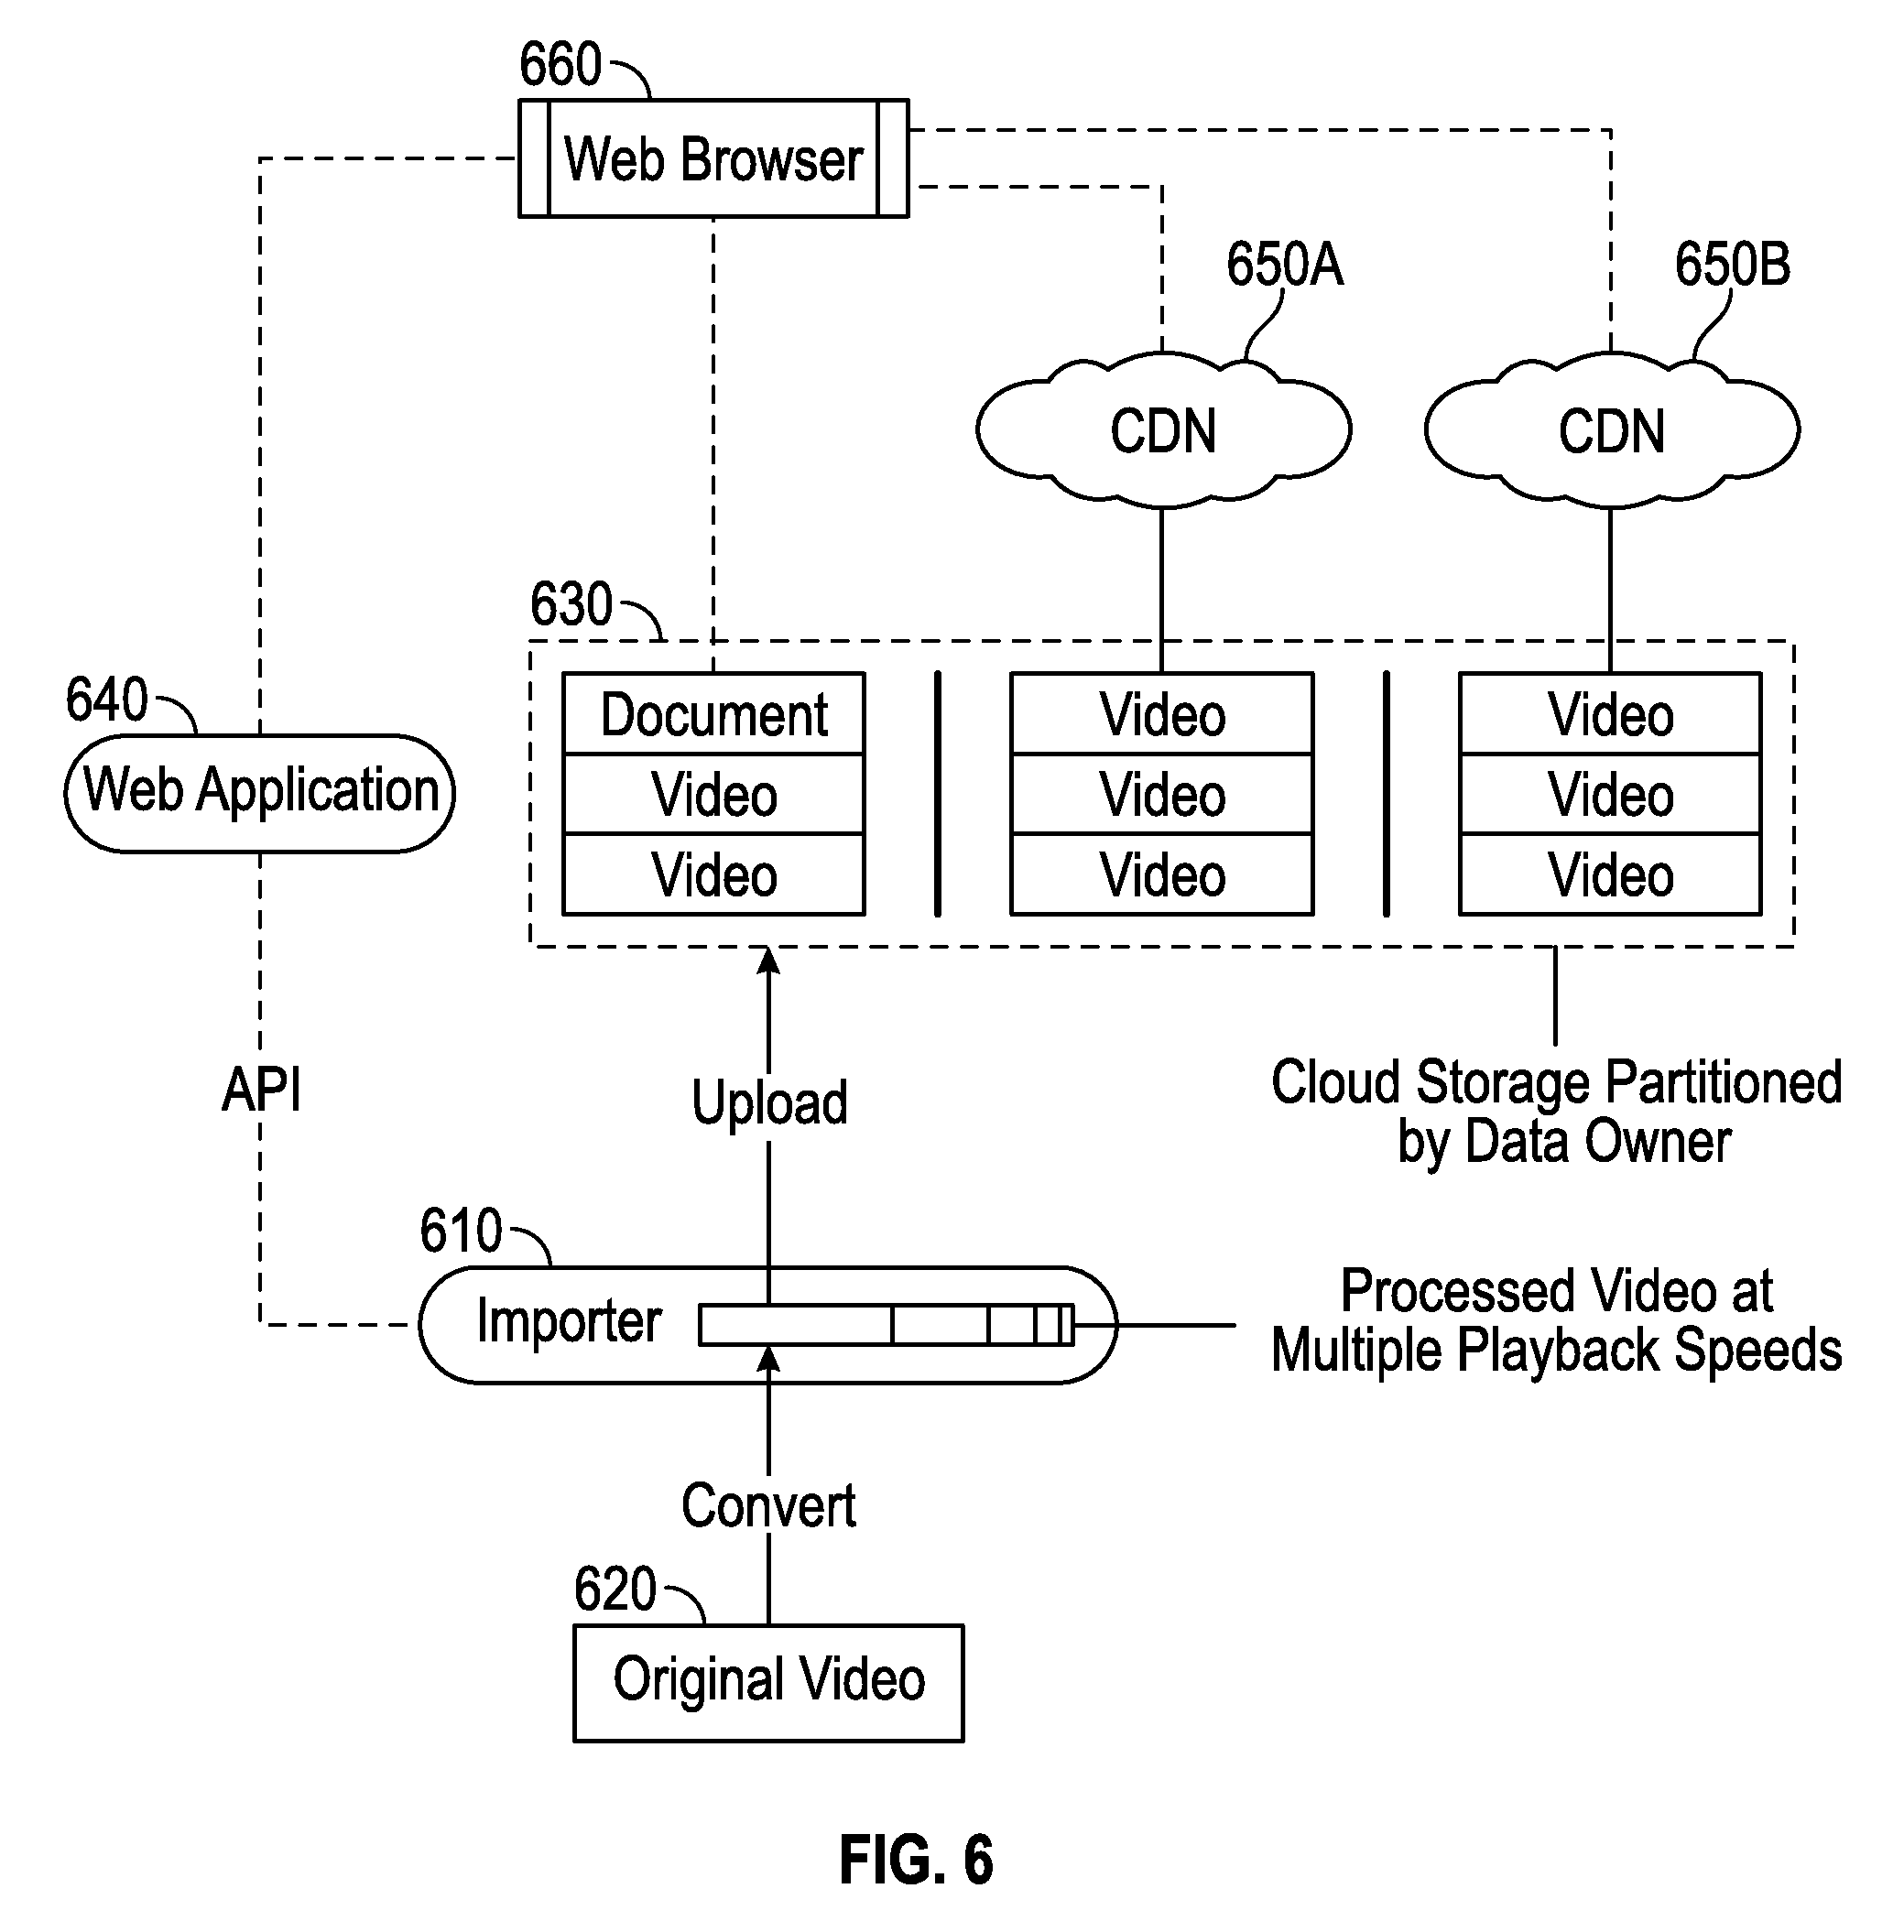 660
Web Browser
650A
650B
CDN
CDN
630
640
Web Application
Document
Video
Video
Video
Video
Video
Video
Video
Video
API
Upload
Cloud Storage Partitioned
by Data Owner
610
Importer
Processed Video at
Multiple Playback Speeds
Convert
620
Original Video
FIG. 6